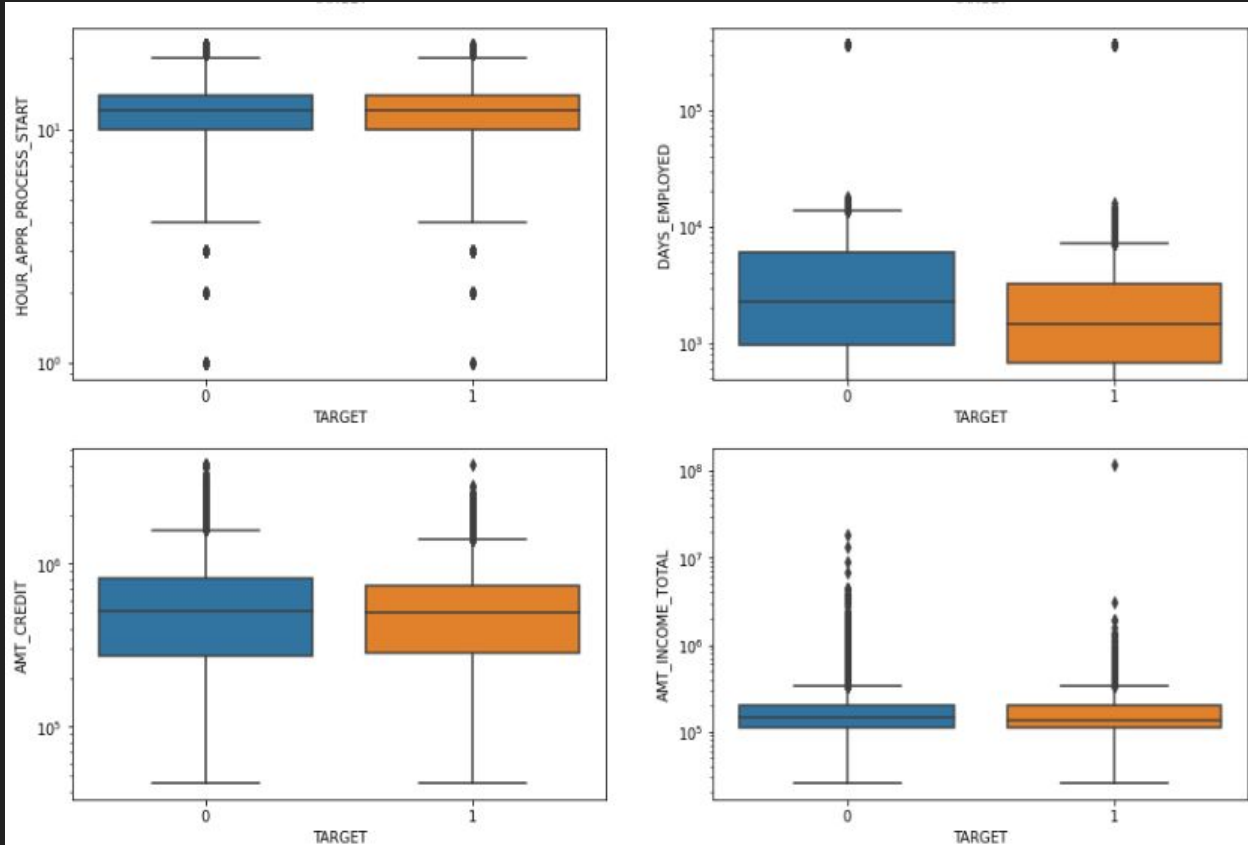 HOUR_APPR_PROCESS_START
10¹
10⁰
0
1
TARGET
DAYS_EMPLOYED
10⁵
10⁴
10³
0
1
TARGET
AMT_CREDIT
10⁶
10⁵
0
1
TARGET
AMT_INCOME_TOTAL
10⁸
10⁷
10⁶
10⁵
0
1
TARGET